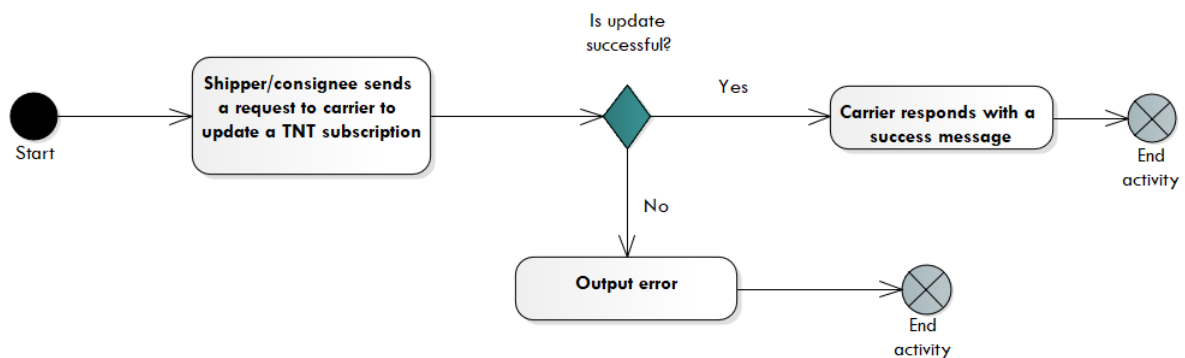 Is update
successful?
Shipper/consignee sends
a request to carrier to
update a TNT subscription
Yes
Carrier responds with a
success message
Start
End
activity
No
Output error
End
activity